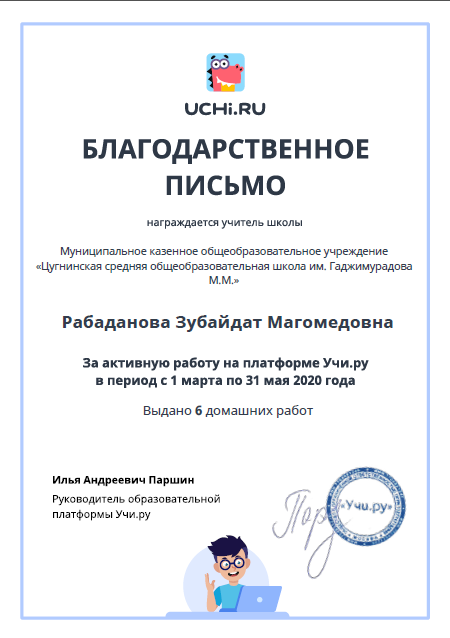 UCHi.RU
БЛАГОДАРСТВЕННОЕ
ПИСЬМО
награждается учитель школы
Муниципальное казенное общеобразовательное учреждение
«Цугнинская средняя общеобразовательная школа им. Гаджимурадова
М.М.»
Рабаданова Зубайдат Магомедовна
За активную работу на платформе Учи.ру
в период с 1 марта по 31 мая 2020 года
Выдано 6 домашних работ
Илья Андреевич Паршин
Руководитель образовательной
платформы Учи.ру
«Учи.ру»